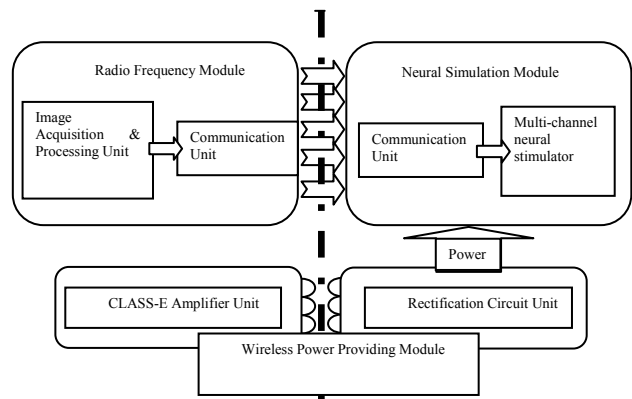 Radio Frequency Module
Neural Simulation Module
Image
Acquisition &
Processing Unit
Communication
Unit
Communication
Unit
Multi-channel
neural
stimulator
Power
CLASS-E Amplifier Unit
Rectification Circuit Unit
Wireless Power Providing Module